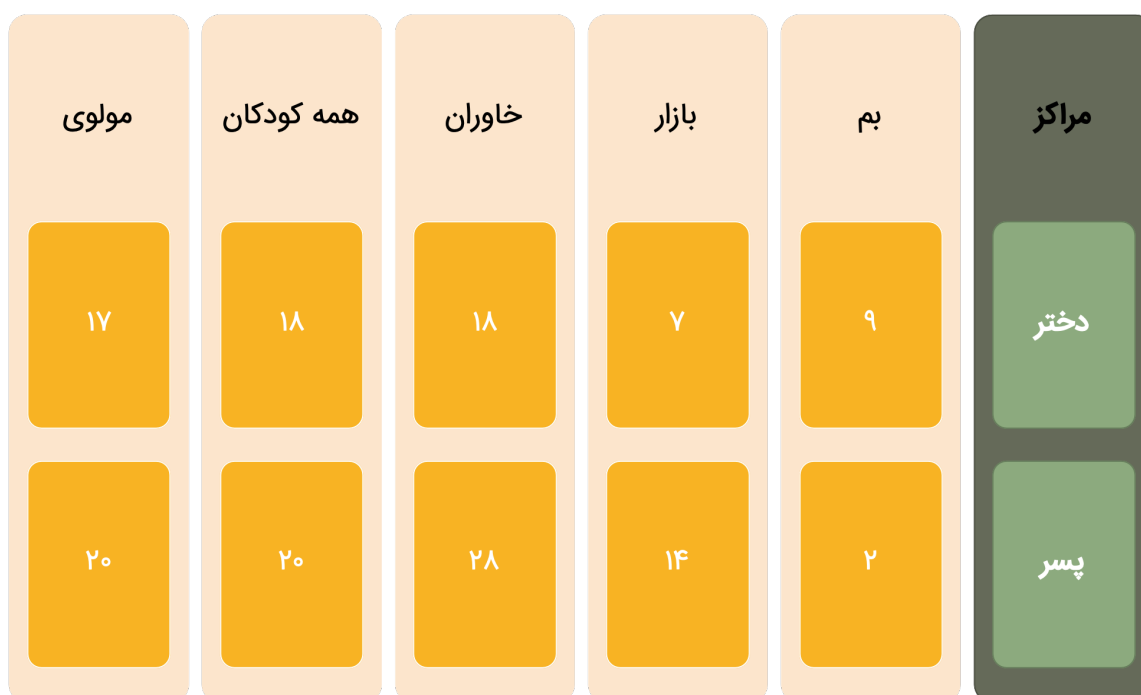 مراکز بم بازار خاوران همه کودکان مولوی
دختر ۹ ۷ ۱۸ ۱۸ ۱۷
پسر ۲ ۱۴ ۲۸ ۲۰ ۲۰